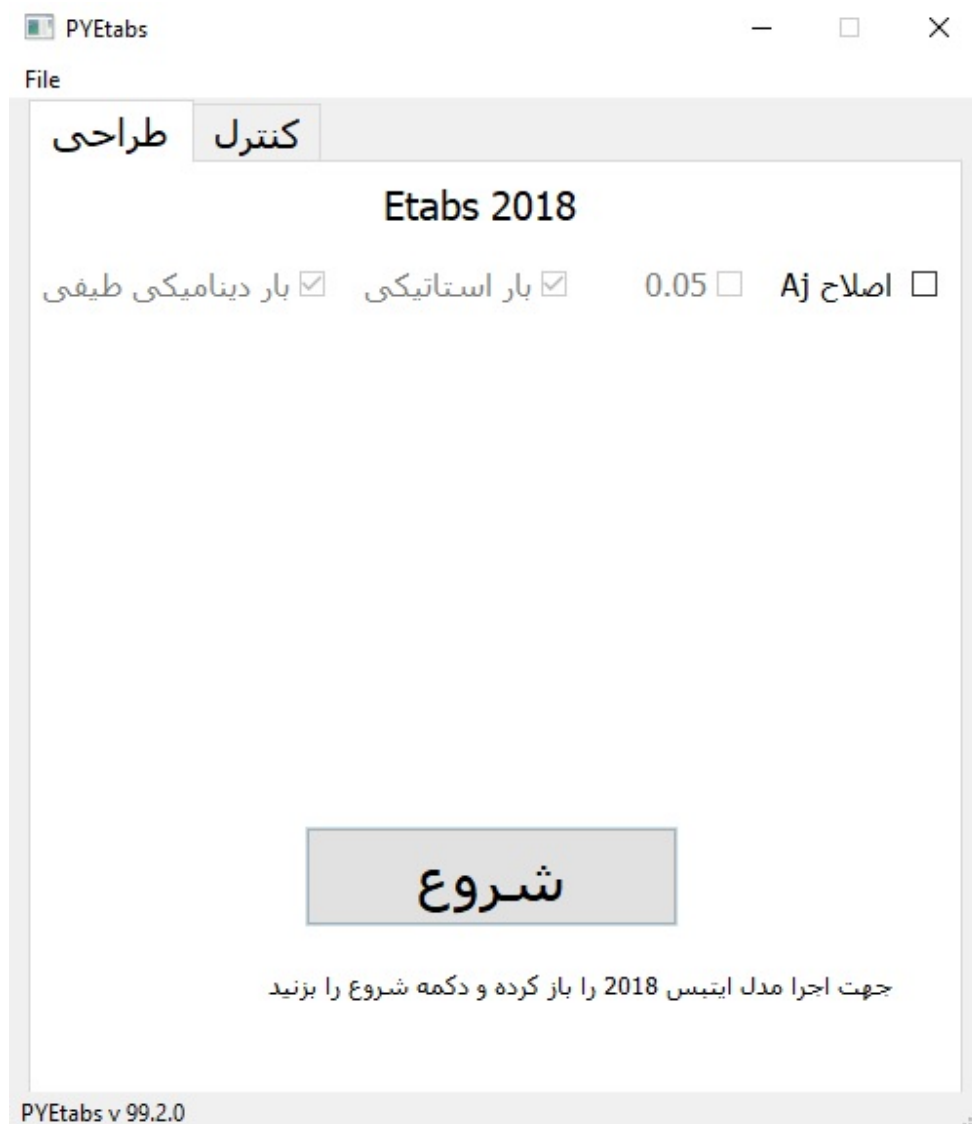 PYEtabs
File
طراحی
کنترل
Etabs 2018
اصلاح Aj
0.05
بار استاتیکی
بار دینامیکی طیفی
شروع
جهت اجرا مدل ایتبس 2018 را باز کرده و دکمه شروع را بزنید
PYEtabs v 99.2.0